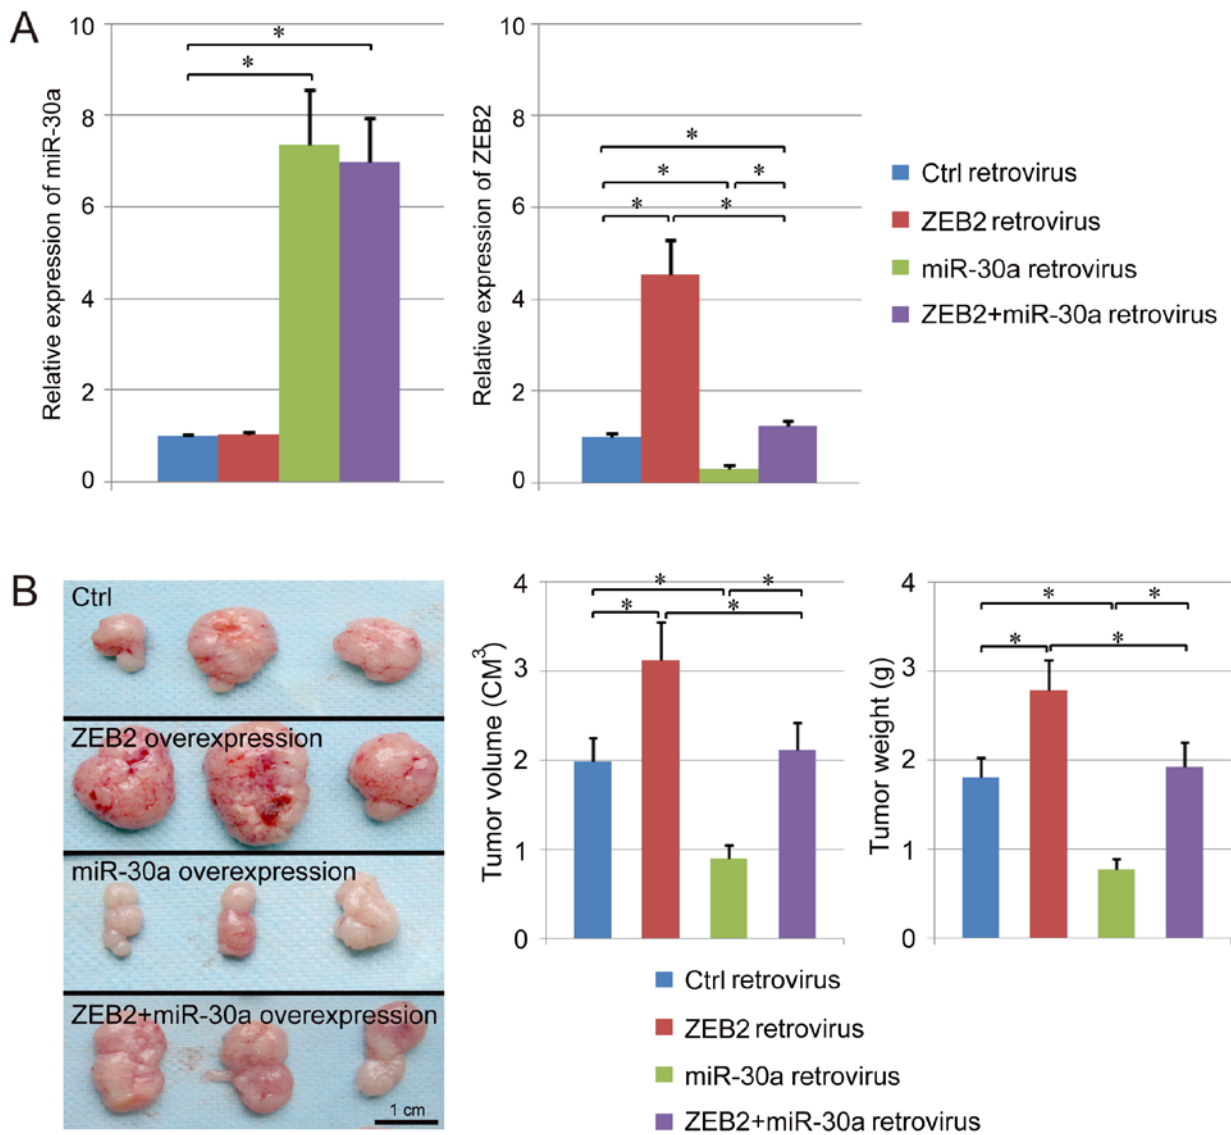 A
Relative expression of miR-30a
10
8
6
4
2
0
*
*
Relative expression of ZEB2
10
8
6
4
2
0
*
* *
* *
Ctrl retrovirus
ZEB2 retrovirus
miR-30a retrovirus
ZEB2+miR-30a retrovirus
B
Ctrl
ZEB2 overexpression
miR-30a overexpression
ZEB2+miR-30a overexpression
1 cm
Tumor volume (CM³)
4
3
2
1
0
* *
* *
Tumor weight (g)
4
3
2
1
0
* *
* *
Ctrl retrovirus
ZEB2 retrovirus
miR-30a retrovirus
ZEB2+miR-30a retrovirus